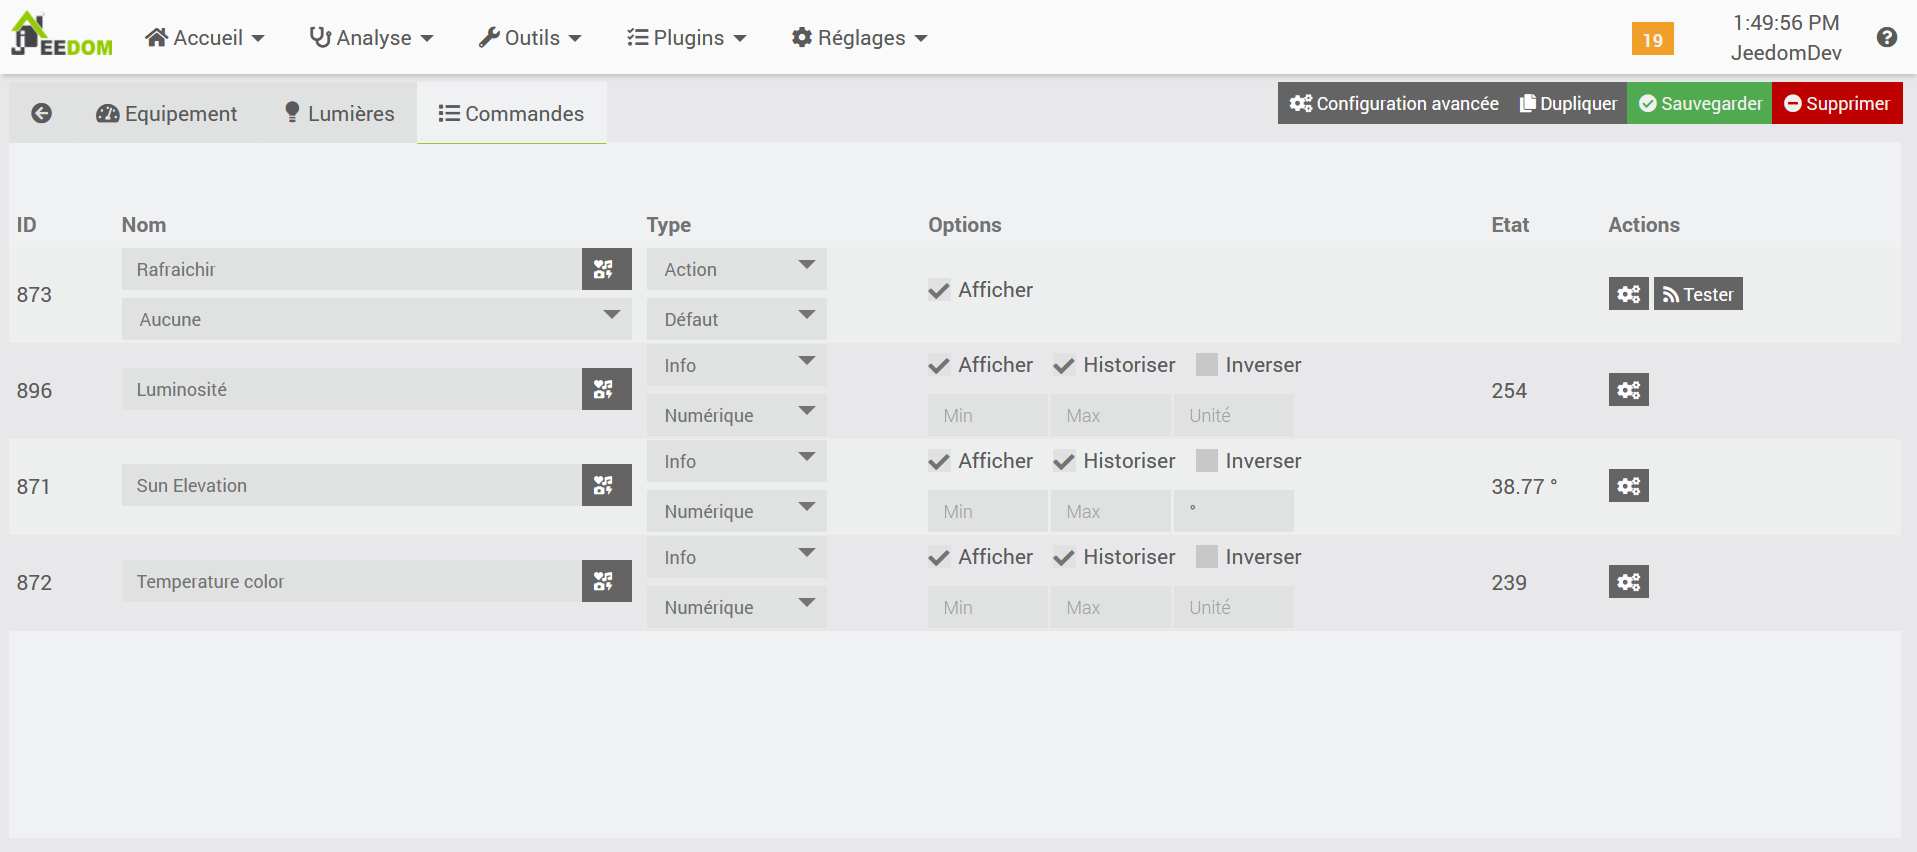 JEEDOM
Accueil
Analyse
Outils
Plugins
Réglages
19
1:49:56 PM
JeedomDev
Equipement
Lumières
Commandes
Configuration avancée
Dupliquer
Sauvegarder
Supprimer
ID Nom Type Options Etat Actions
873
Rafraichir
Aucune
Action
Défaut
Afficher
Tester
896
Luminosité
Info
Numérique
Afficher Historiser Inverser
Min Max Unité
254
871
Sun Elevation
Info
Numérique
Afficher Historiser Inverser
Min Max °
38.77 °
872
Temperature color
Info
Numérique
Afficher Historiser Inverser
Min Max Unité
239